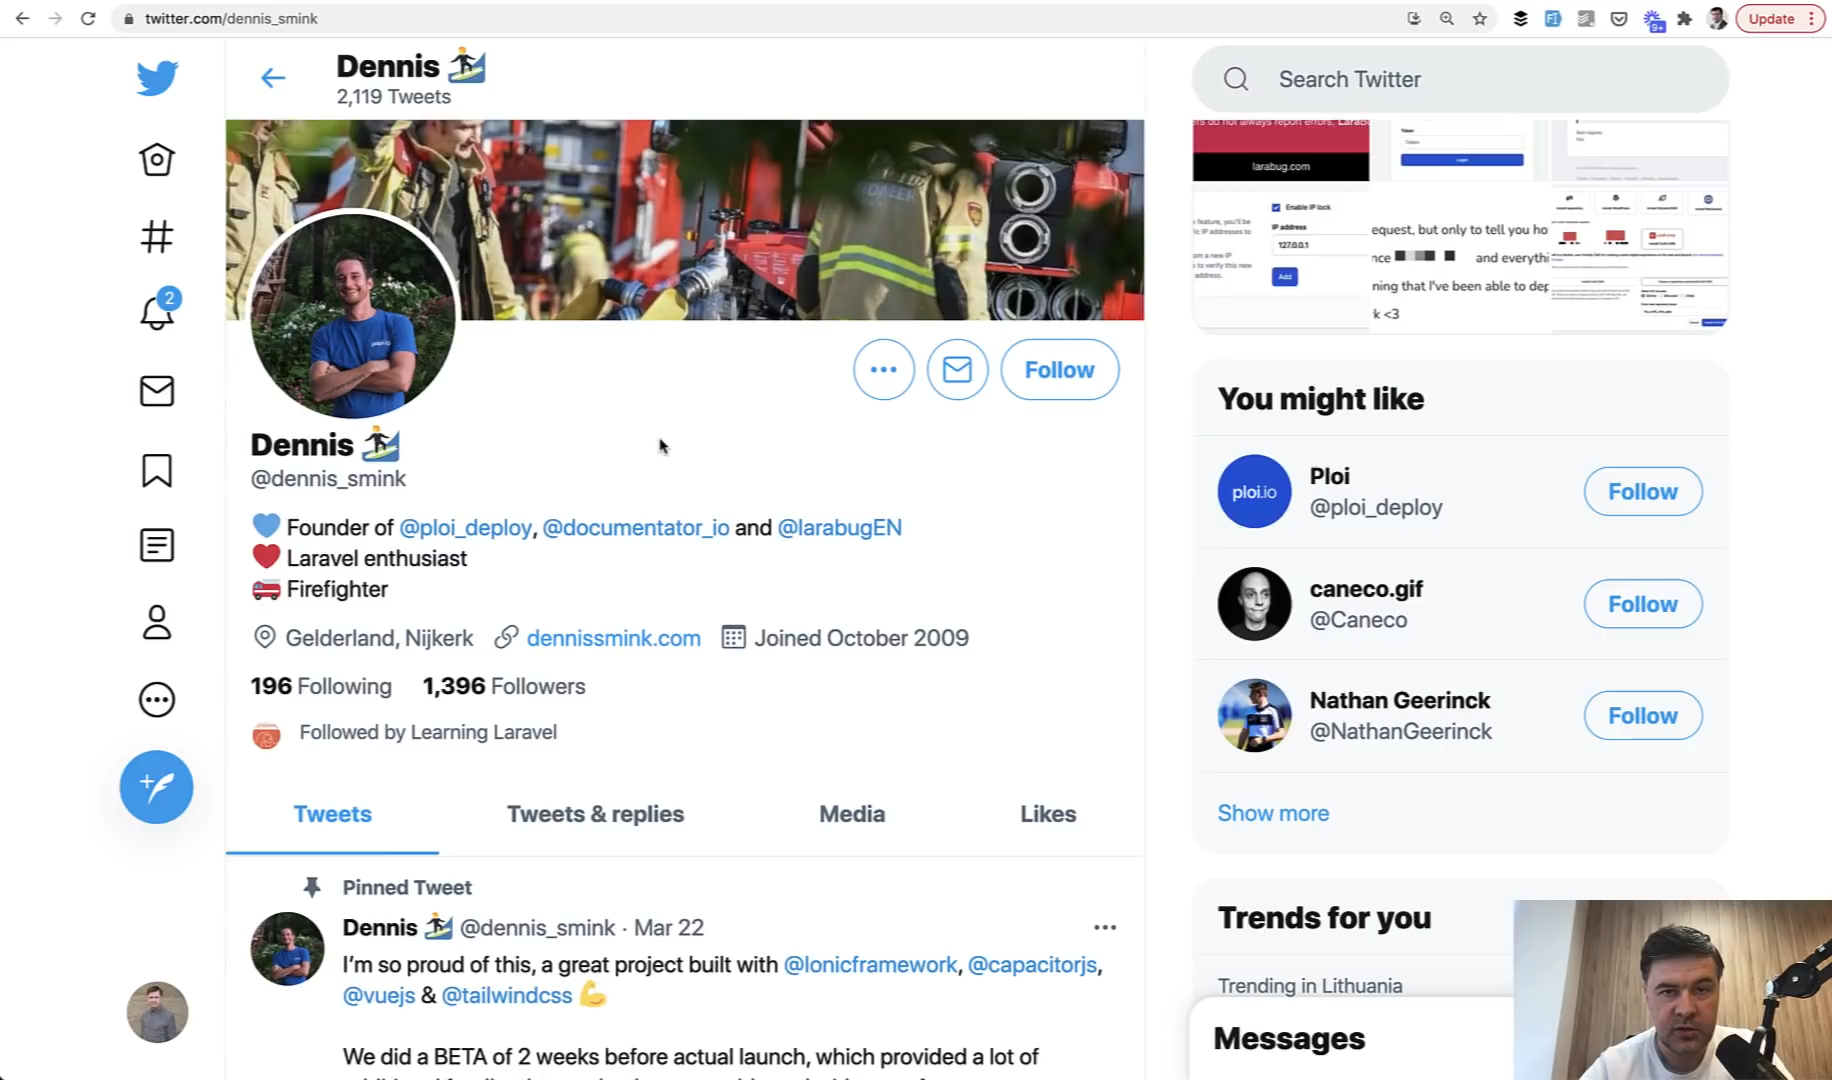 twitter.com/dennis_smink
Update
9+
Dennis
2,119 Tweets
Search Twitter
2
larabug.com
Enable IP lock
IP address
127.0.0.1
Add
Token
Login
equest, but only to tell you ho
and everythi
ning that I've been able to dep
k <3
ploi.io
Follow
Dennis
@dennis_smink
Founder of @ploi_deploy, @documentator_io and @larabugEN
Laravel enthusiast
Firefighter
Gelderland, Nijkerk dennissmink.com Joined October 2009
196 Following 1,396 Followers
Followed by Learning Laravel
Tweets Tweets & replies Media Likes
Pinned Tweet
Dennis @dennis_smink · Mar 22
I'm so proud of this, a great project built with @Ionicframework, @capacitorjs,
@vuejs & @tailwindcss
We did a BETA of 2 weeks before actual launch, which provided a lot of
You might like
ploi.io
Ploi
@ploi_deploy
Follow
caneco.gif
@Caneco
Follow
Nathan Geerinck
@NathanGeerinck
Follow
Show more
Trends for you
Trending in Lithuania
Messages